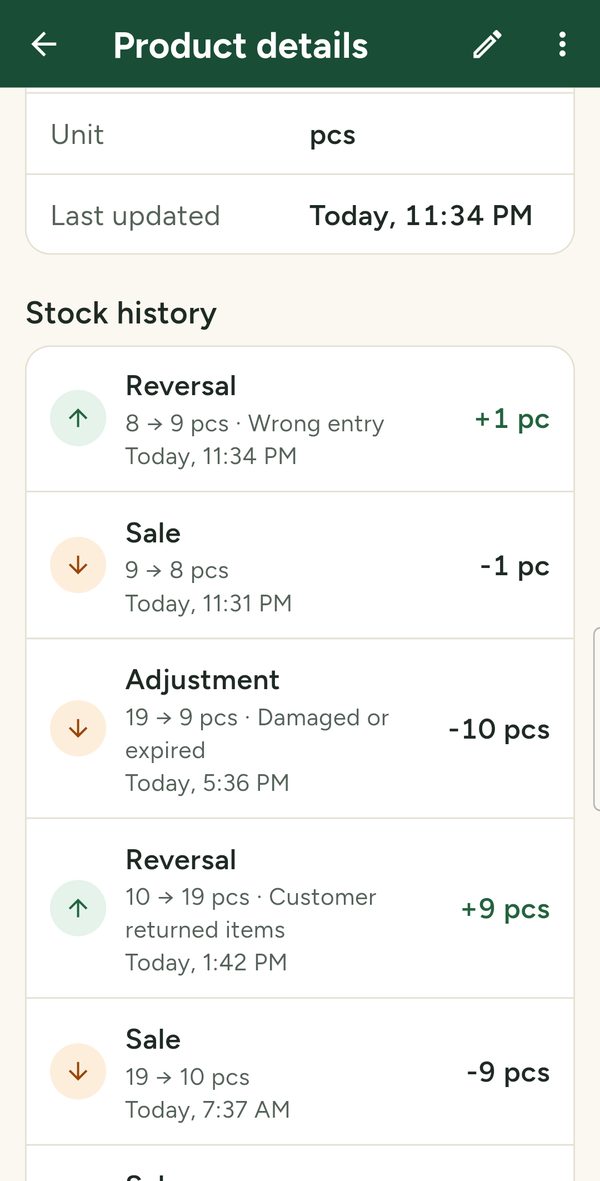 Product details
Unit pcs
Last updated Today, 11:34 PM
Stock history
Reversal
8 → 9 pcs · Wrong entry
Today, 11:34 PM
+1 pc
Sale
9 → 8 pcs
Today, 11:31 PM
-1 pc
Adjustment
19 → 9 pcs · Damaged or
expired
Today, 5:36 PM
-10 pcs
Reversal
10 → 19 pcs · Customer
returned items
Today, 1:42 PM
+9 pcs
Sale
19 → 10 pcs
Today, 7:37 AM
-9 pcs